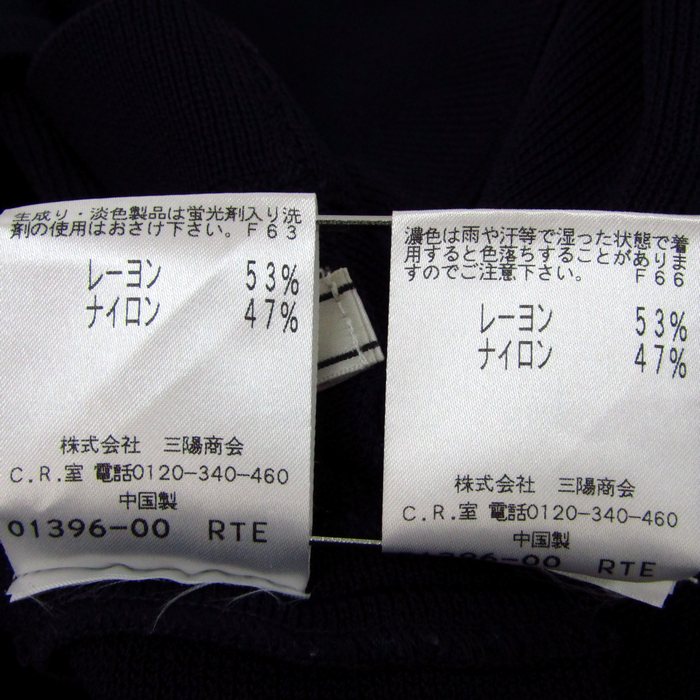 生成り・淡色製品は蛍光剤入り洗
剤の使用はおさけ下さい。F63
レーヨン 53%
ナイロン 47%
株式会社 三陽商会
C.R.室 電話0120-340-460
中国製
01396-00 RTE
濃色は雨や汗等で湿った状態で着
用すると色落ちすることがありま
すのでご注意下さい。 F66
レーヨン 53%
ナイロン 47%
株式会社 三陽商会
C.R.室 電話0120-340-460
中国製
01396-00 RTE